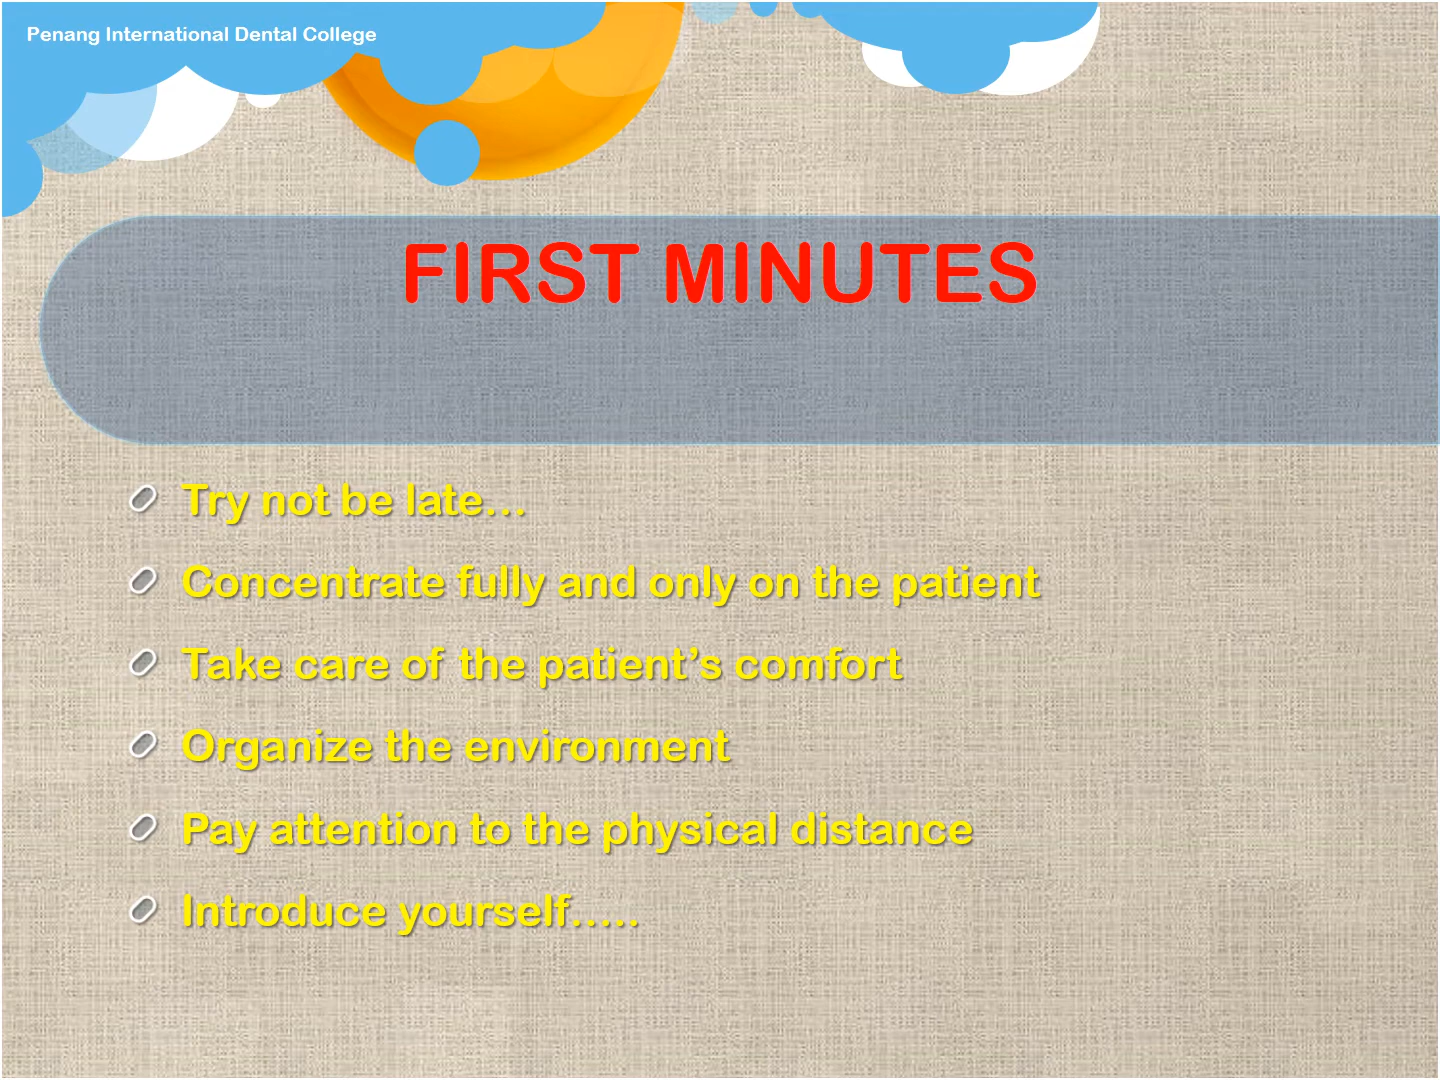 Penang International Dental College
FIRST MINUTES
Try not be late...
Concentrate fully and only on the patient
Take care of the patient’s comfort
Organize the environment
Pay attention to the physical distance
Introduce yourself.....